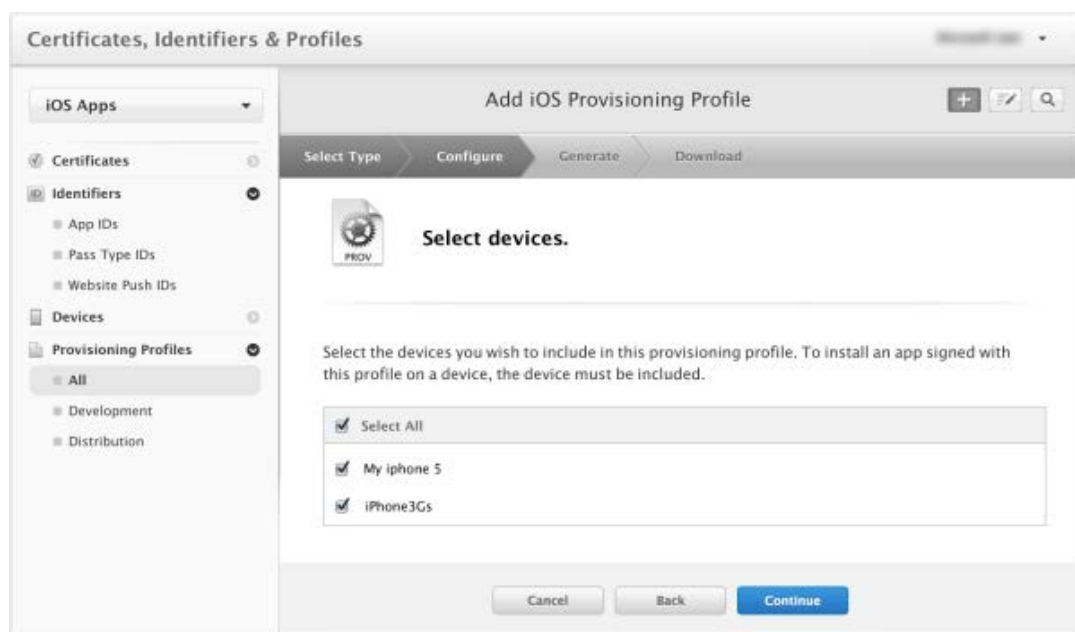 Certificates, Identifiers & Profiles
iOS Apps
Add iOS Provisioning Profile
Certificates
ID Identifiers
App IDs
Pass Type IDs
Website Push IDs
Devices
Provisioning Profiles
All
Development
Distribution
Select Type
Configure
Generate
Download
PROV
Select devices.
Select the devices you wish to include in this provisioning profile. To install an app signed with
this profile on a device, the device must be included.
Select All
My iphone 5
iPhone3Gs
Cancel
Back
Continue